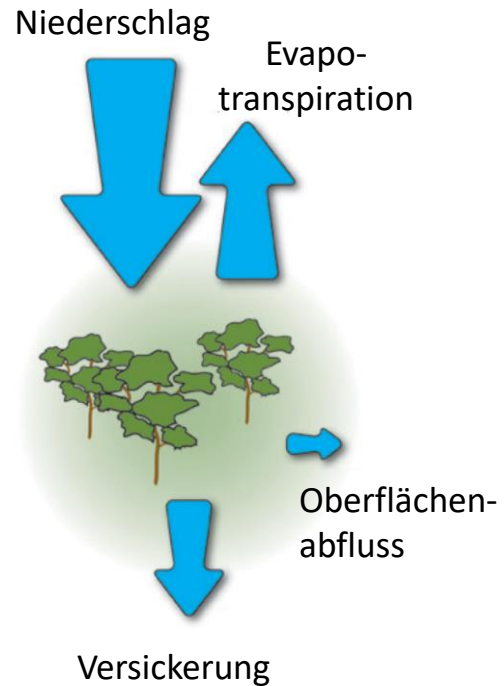 Niederschlag
Evapo-
transpiration
Oberflächen-
abfluss
Versickerung